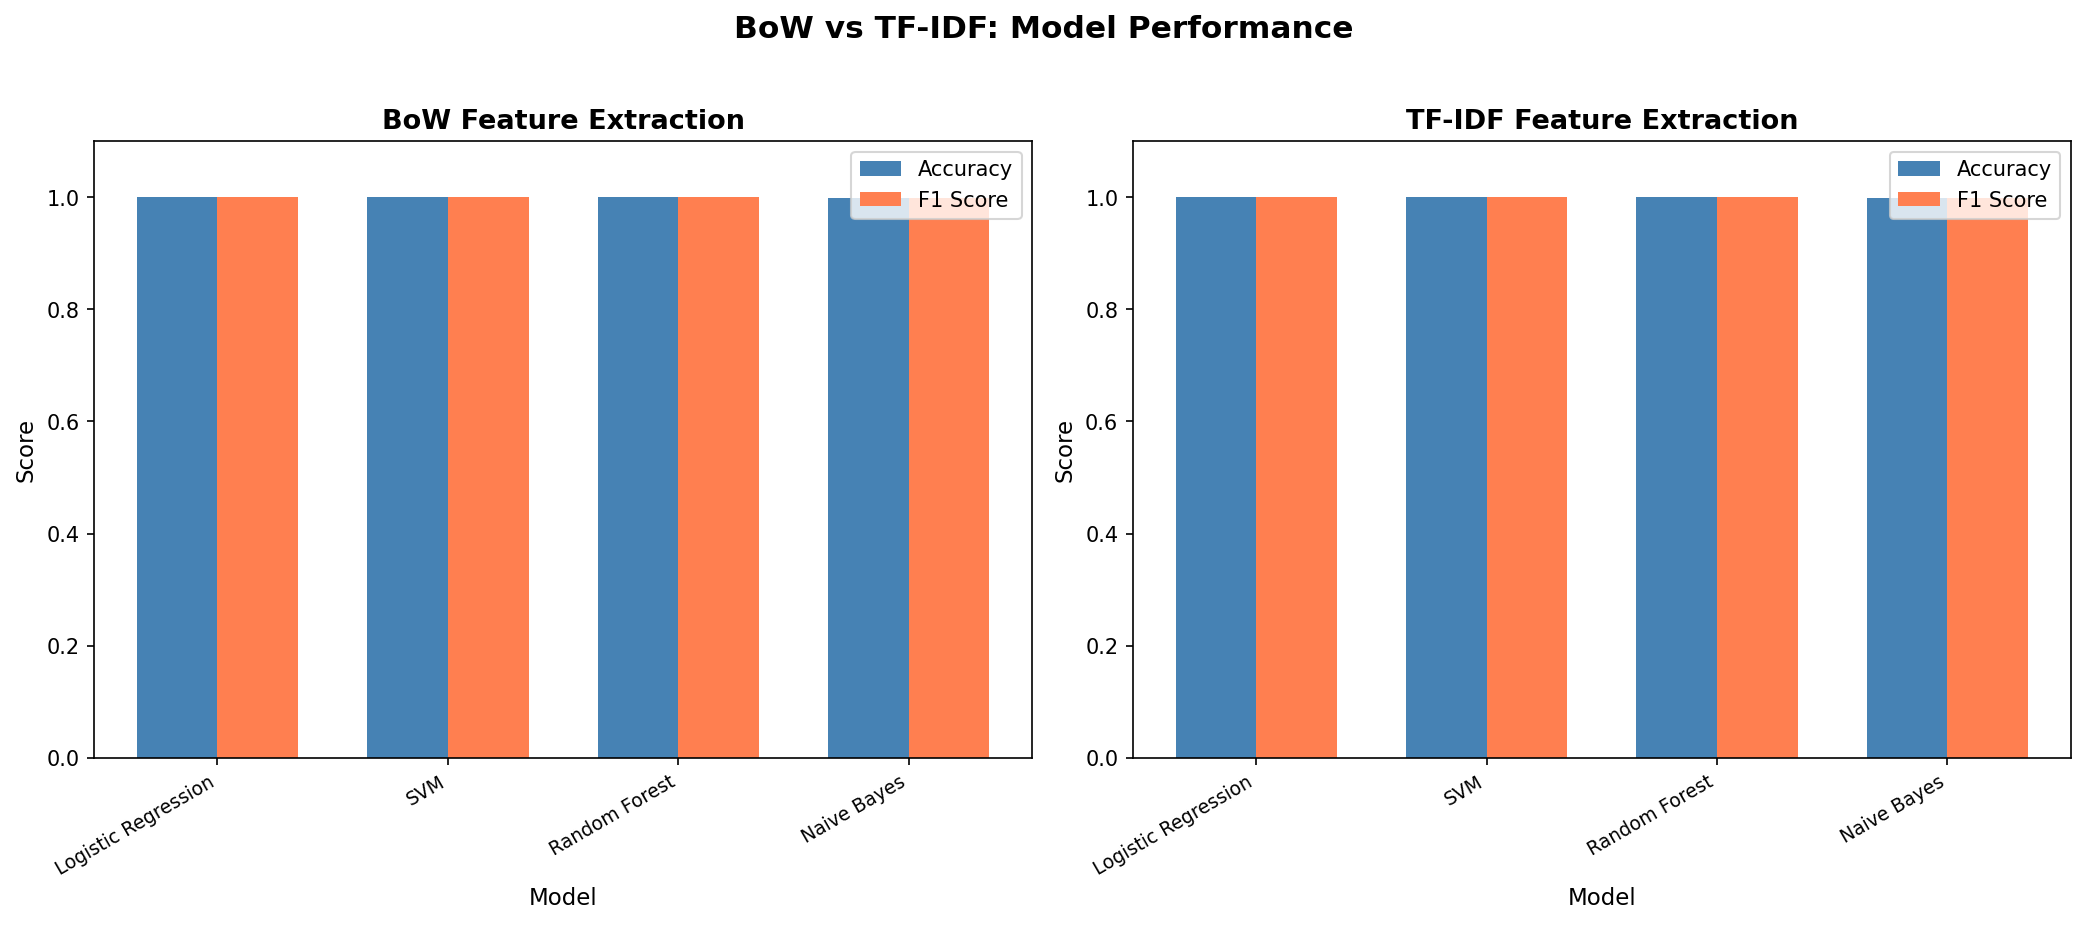 BoW vs TF-IDF: Model Performance
BoW Feature Extraction
Accuracy
F1 Score
1.0
0.8
0.6
0.4
0.2
0.0
Score
Logistic Regression
SVM
Random Forest
Naive Bayes
Model
TF-IDF Feature Extraction
Accuracy
F1 Score
1.0
0.8
0.6
0.4
0.2
0.0
Score
Logistic Regression
SVM
Random Forest
Naive Bayes
Model